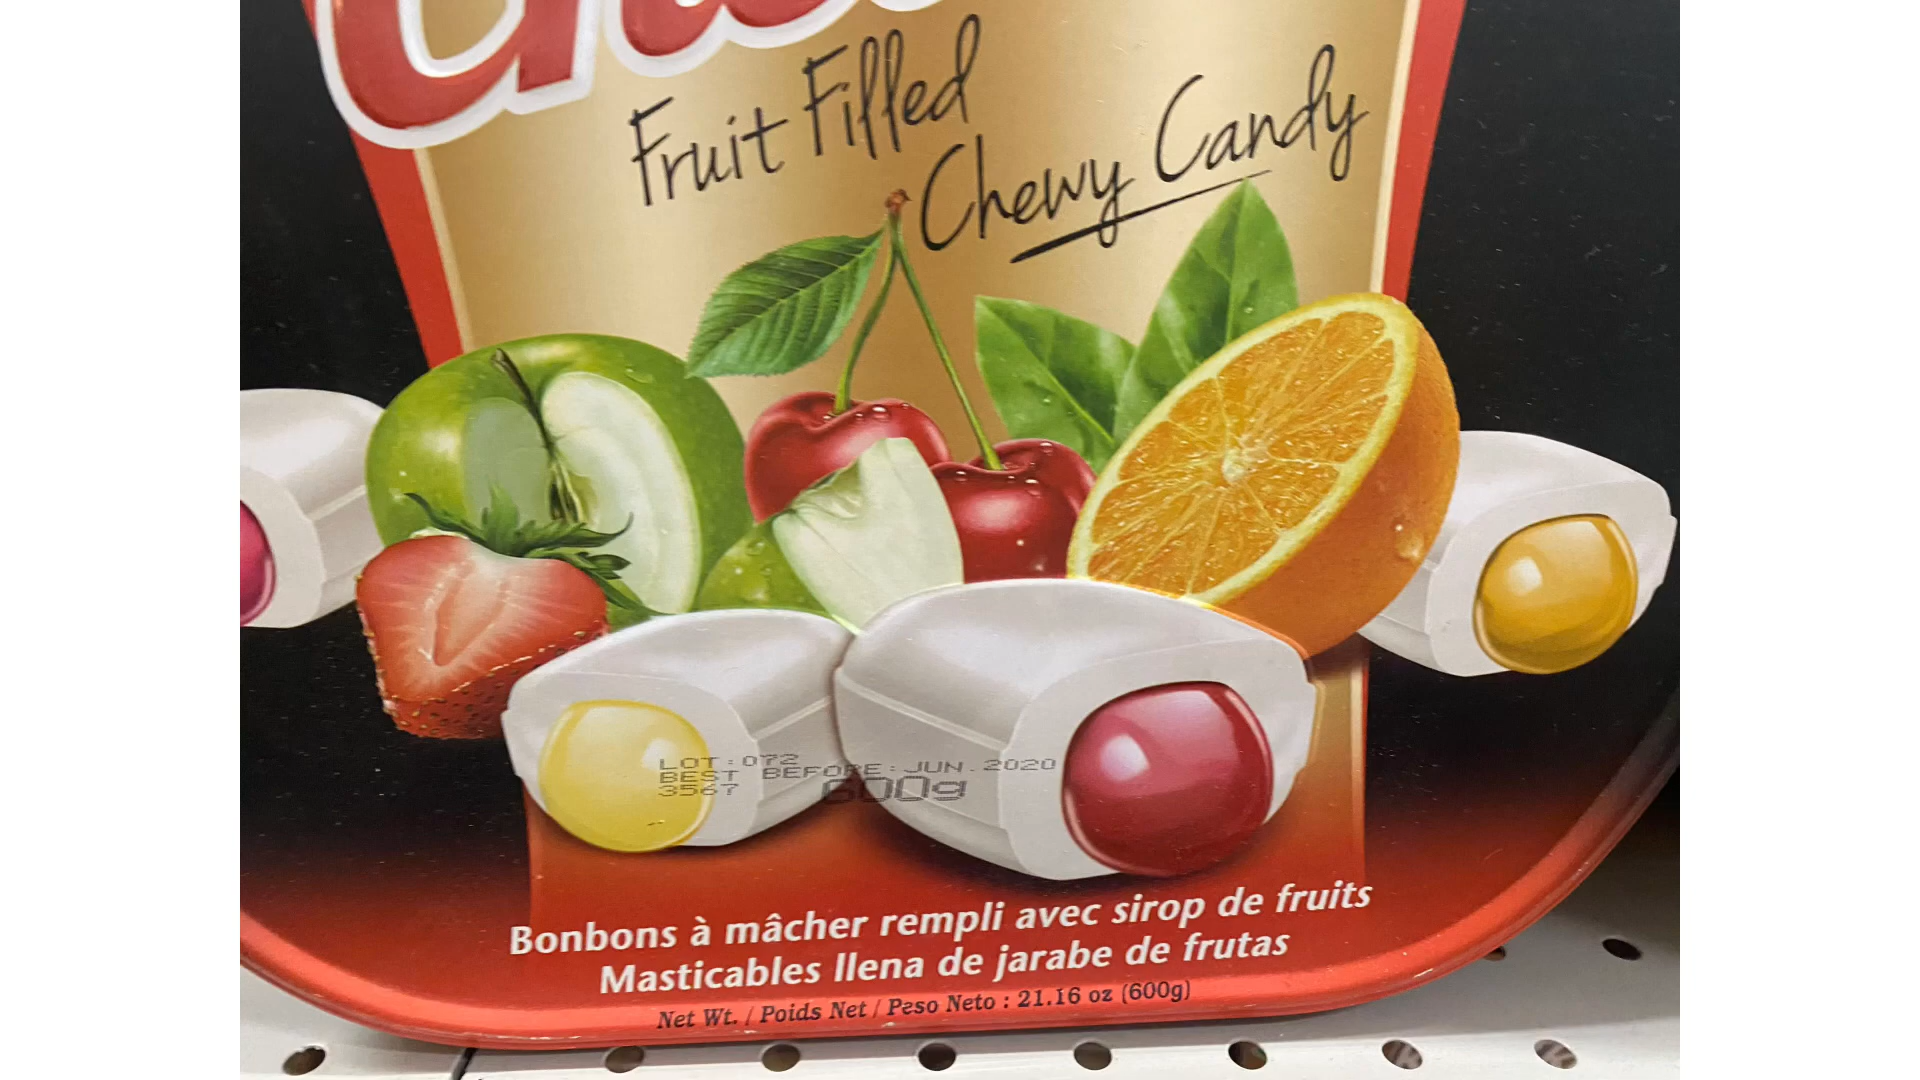 Fruit Filled
Chewy Candy
LOT:072
BEST BEFORE:JUN.2020
3567
600g
Bonbons à mâcher rempli avec sirop de fruits
Masticables llena de jarabe de frutas
Net Wt. / Poids Net / Peso Neto : 21.16 oz (600g)